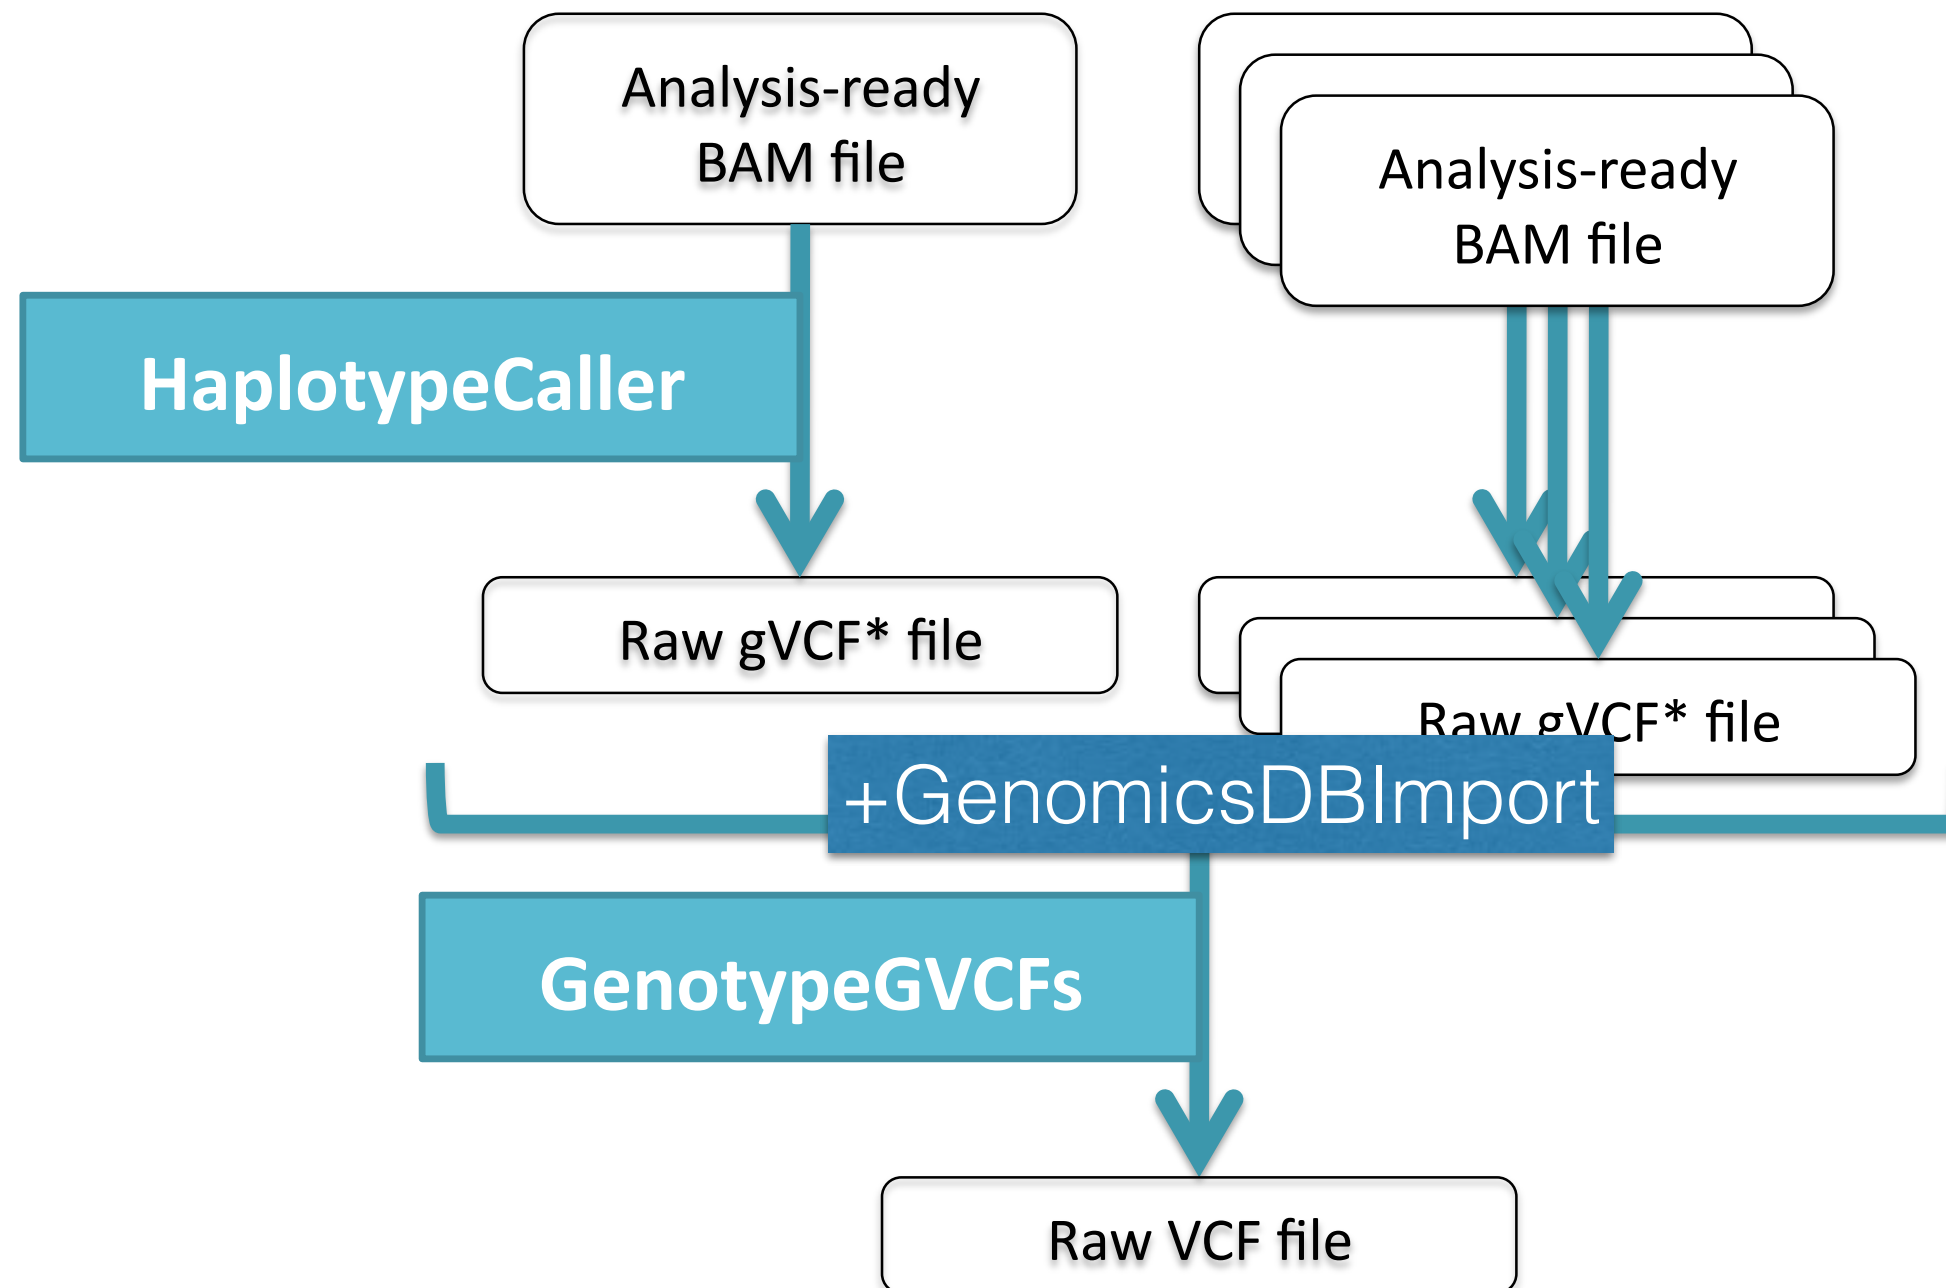 Analysis-ready
BAM file
Analysis-ready
BAM file
HaplotypeCaller
Raw gVCF* file
Raw gVCF* file
+GenomicsDBImport
GenotypeGVCFs
Raw VCF file